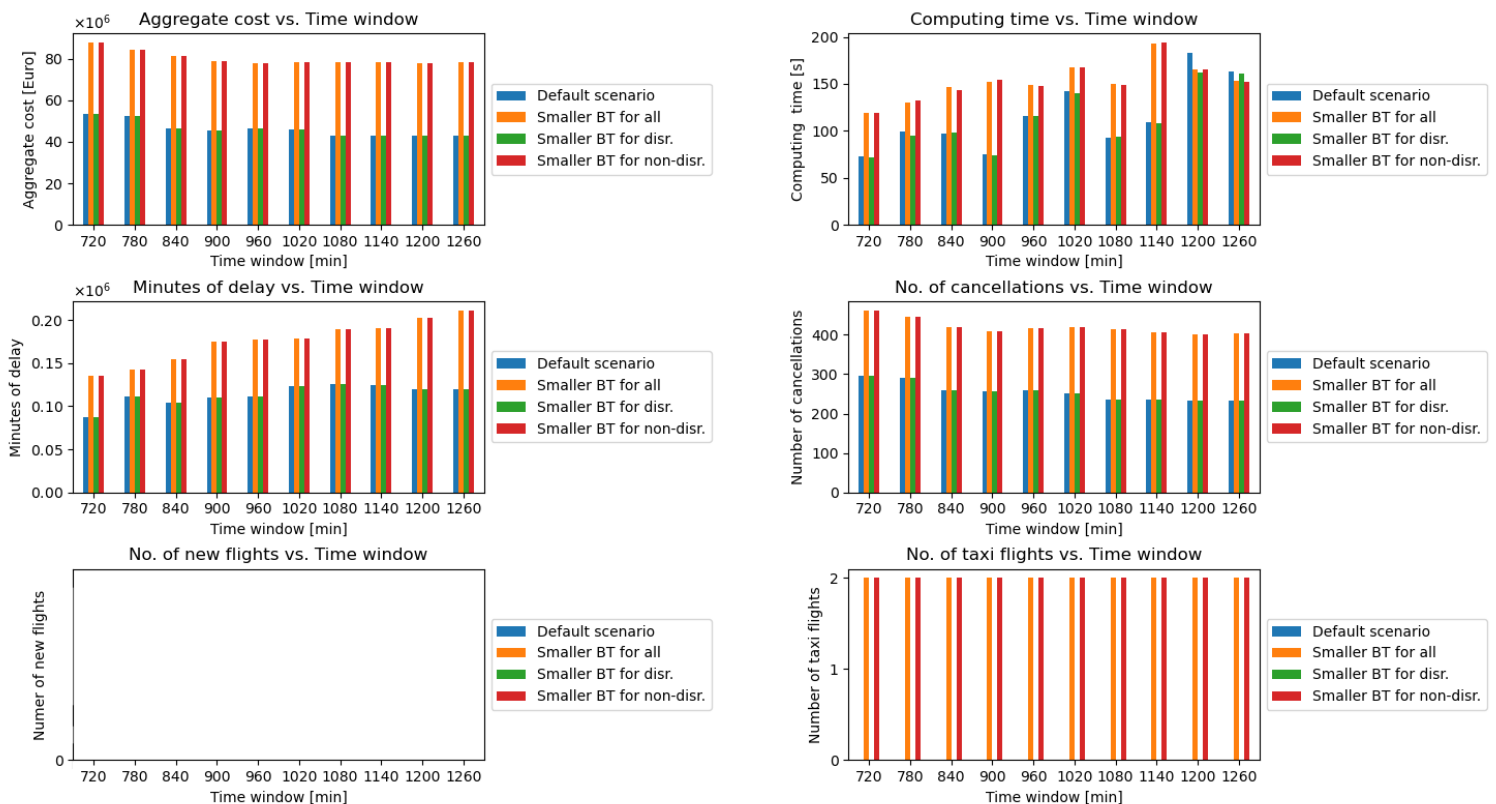 Aggregate cost vs. Time window
×10⁶
Aggregate cost [Euro]
80
60
40
20
0
720 780 840 900 960 1020 1080 1140 1200 1260
Time window [min]
Default scenario
Smaller BT for all
Smaller BT for disr.
Smaller BT for non-disr.
Computing time vs. Time window
Computing  time [s]
200
150
100
50
0
720 780 840 900 960 1020 1080 1140 1200 1260
Time window [min]
Default scenario
Smaller BT for all
Smaller BT for disr.
Smaller BT for non-disr.
Minutes of delay vs. Time window
×10⁶
Minutes of delay
0.20
0.15
0.10
0.05
0.00
720 780 840 900 960 1020 1080 1140 1200 1260
Time window [min]
Default scenario
Smaller BT for all
Smaller BT for disr.
Smaller BT for non-disr.
No. of cancellations vs. Time window
Number of cancellations
400
300
200
100
0
720 780 840 900 960 1020 1080 1140 1200 1260
Time window [min]
Default scenario
Smaller BT for all
Smaller BT for disr.
Smaller BT for non-disr.
No. of new flights vs. Time window
Numer of new flights
0
720 780 840 900 960 1020 1080 1140 1200 1260
Time window [min]
Default scenario
Smaller BT for all
Smaller BT for disr.
Smaller BT for non-disr.
No. of taxi flights vs. Time window
Number of taxi flights
2
1
0
720 780 840 900 960 1020 1080 1140 1200 1260
Time window [min]
Default scenario
Smaller BT for all
Smaller BT for disr.
Smaller BT for non-disr.